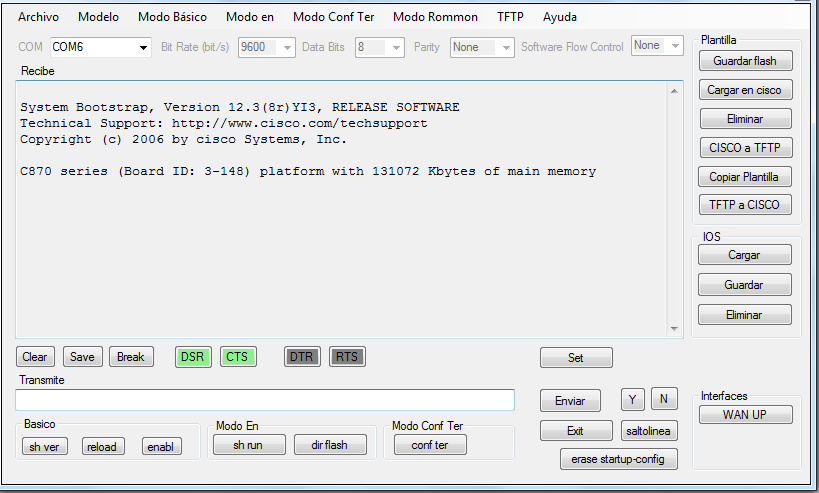 Archivo Modelo Modo Básico Modo en Modo Conf Ter Modo Rommon TFTP Ayuda
COM COM6 Bit Rate (bit/s) 9600 Data Bits 8 Parity None Software Flow Control None
Recibe
System Bootstrap, Version 12.3(8r)YI3, RELEASE SOFTWARE
Technical Support: http://www.cisco.com/techsupport
Copyright (c) 2006 by cisco Systems, Inc.
C870 series (Board ID: 3-148) platform with 131072 Kbytes of main memory
Plantilla
Guardar flash
Cargar en cisco
Eliminar
CISCO a TFTP
Copiar Plantilla
TFTP a CISCO
IOS
Cargar
Guardar
Eliminar
Clear Save Break DSR CTS DTR RTS Set
Transmite
Enviar Y N
Basico
sh ver reload enabl
Modo En
sh run dir flash
Modo Conf Ter
conf ter
Exit saltolinea
erase startup-config
Interfaces
WAN UP